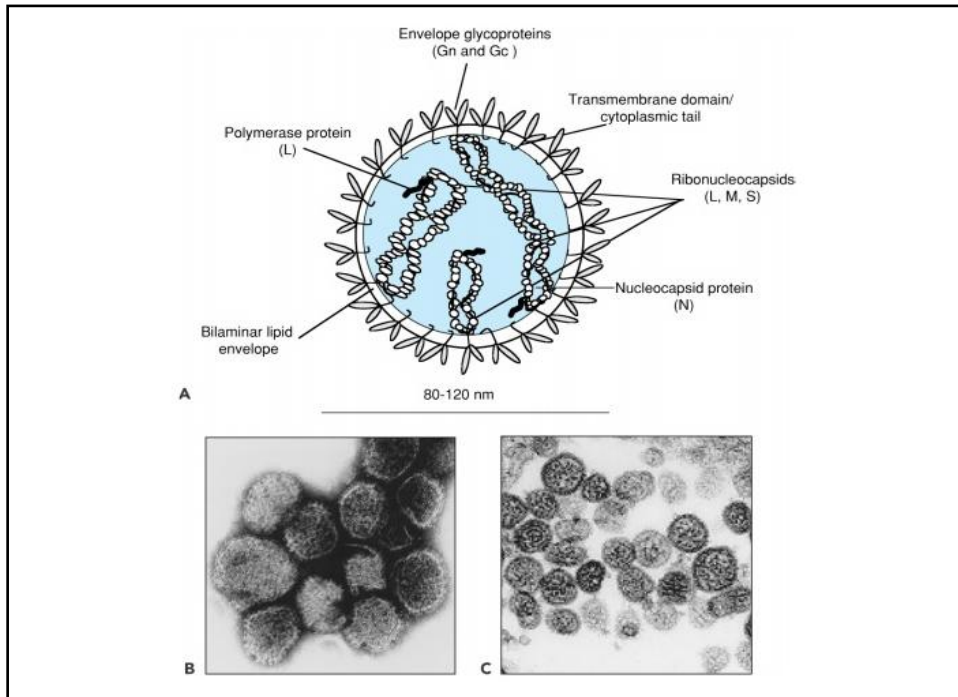 Envelope glycoproteins
(Gn and Gc )
Transmembrane domain/
cytoplasmic tail
Polymerase protein
(L)
Ribonucleocapsids
(L, M, S)
Nucleocapsid protein
(N)
Bilaminar lipid
envelope
A
80-120 nm
B
C